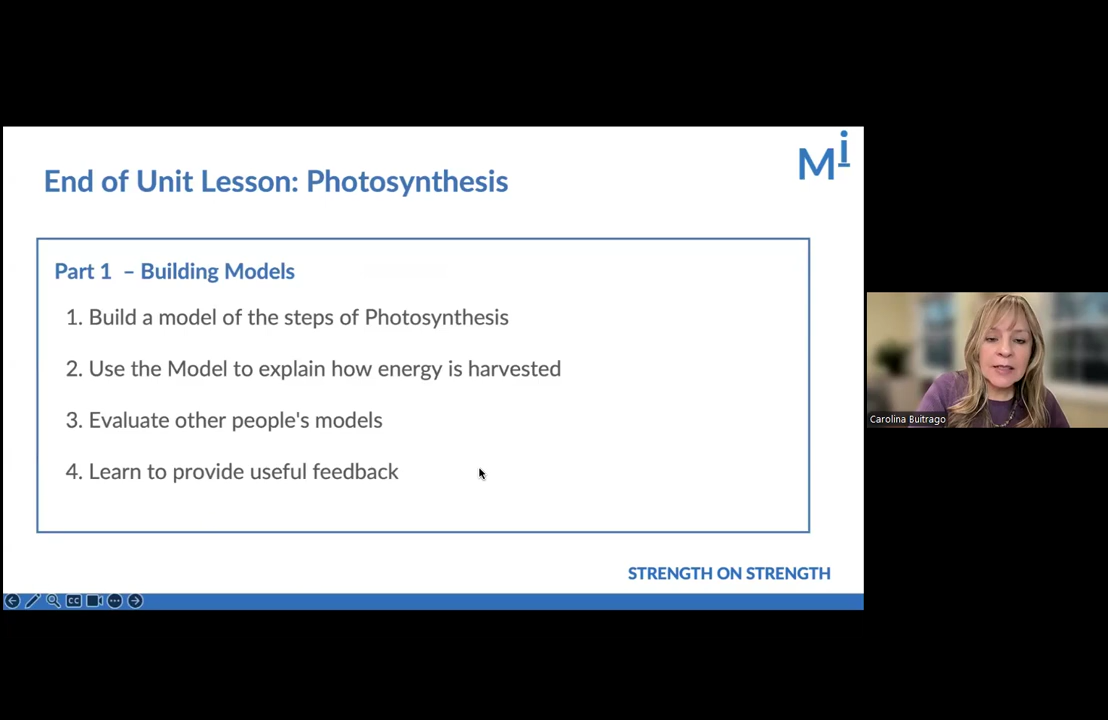 End of Unit Lesson: Photosynthesis
Mi
Part 1 – Building Models
1. Build a model of the steps of Photosynthesis
2. Use the Model to explain how energy is harvested
3. Evaluate other people's models
4. Learn to provide useful feedback
STRENGTH ON STRENGTH
CC
Carolina Buitrago